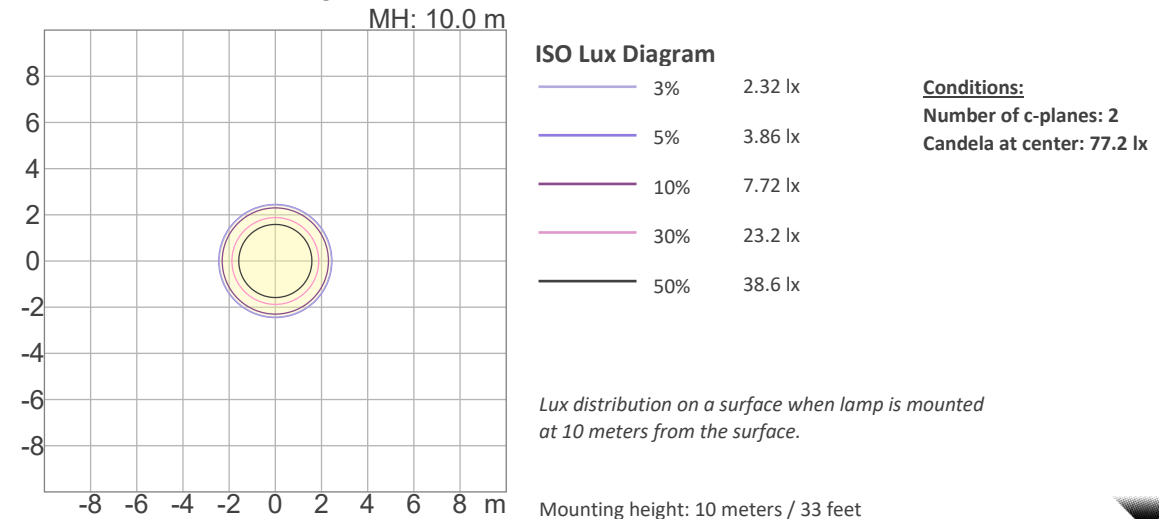 MH: 10.0 m
8
6
4
2
0
-2
-4
-6
-8
-8 -6 -4 -2 0 2 4 6 8 m
ISO Lux Diagram
3% 2.32 lx
5% 3.86 lx
10% 7.72 lx
30% 23.2 lx
50% 38.6 lx
Conditions:
Number of c-planes: 2
Candela at center: 77.2 lx
Lux distribution on a surface when lamp is mounted
at 10 meters from the surface.
Mounting height: 10 meters / 33 feet